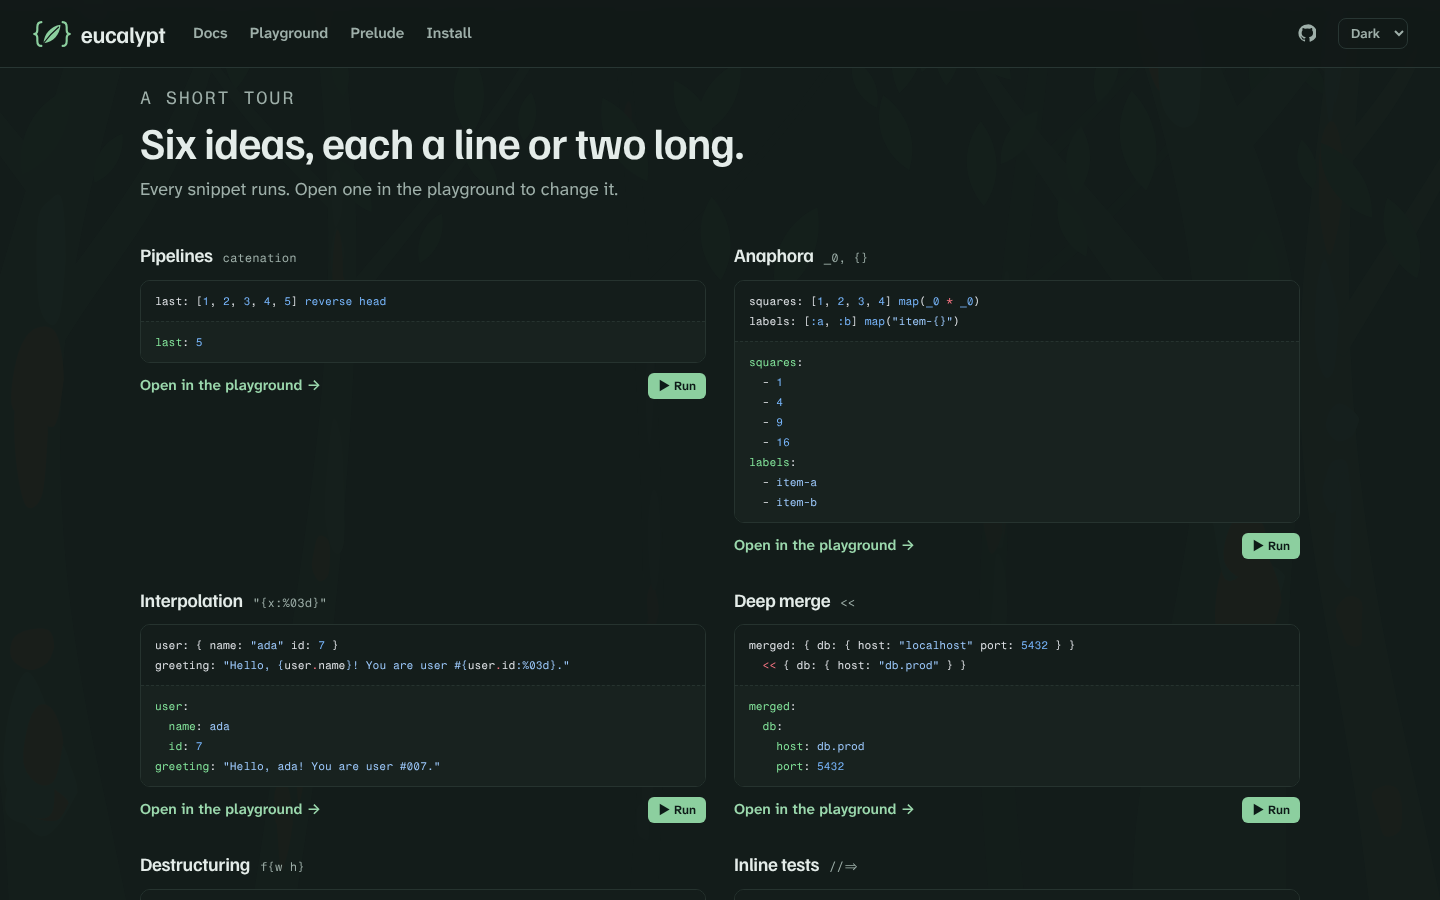 eucalypt Docs Playground Prelude Install Dark
A SHORT TOUR
Six ideas, each a line or two long.
Every snippet runs. Open one in the playground to change it.
Pipelines catenation
last: [1, 2, 3, 4, 5] reverse head
last: 5
Open in the playground → ▶ Run
Anaphora _0, {}
squares: [1, 2, 3, 4] map(_0 * _0)
labels: [:a, :b] map("item-{}")
squares:
  - 1
  - 4
  - 9
  - 16
labels:
  - item-a
  - item-b
Open in the playground → ▶ Run
Interpolation "{x:%03d}"
user: { name: "ada" id: 7 }
greeting: "Hello, {user.name}! You are user #{user.id:%03d}."
user:
  name: ada
  id: 7
greeting: "Hello, ada! You are user #007."
Open in the playground → ▶ Run
Deep merge <<
merged: { db: { host: "localhost" port: 5432 } }
  << { db: { host: "db.prod" } }
merged:
  db:
    host: db.prod
    port: 5432
Open in the playground → ▶ Run
Destructuring f{w h}
Inline tests //=>